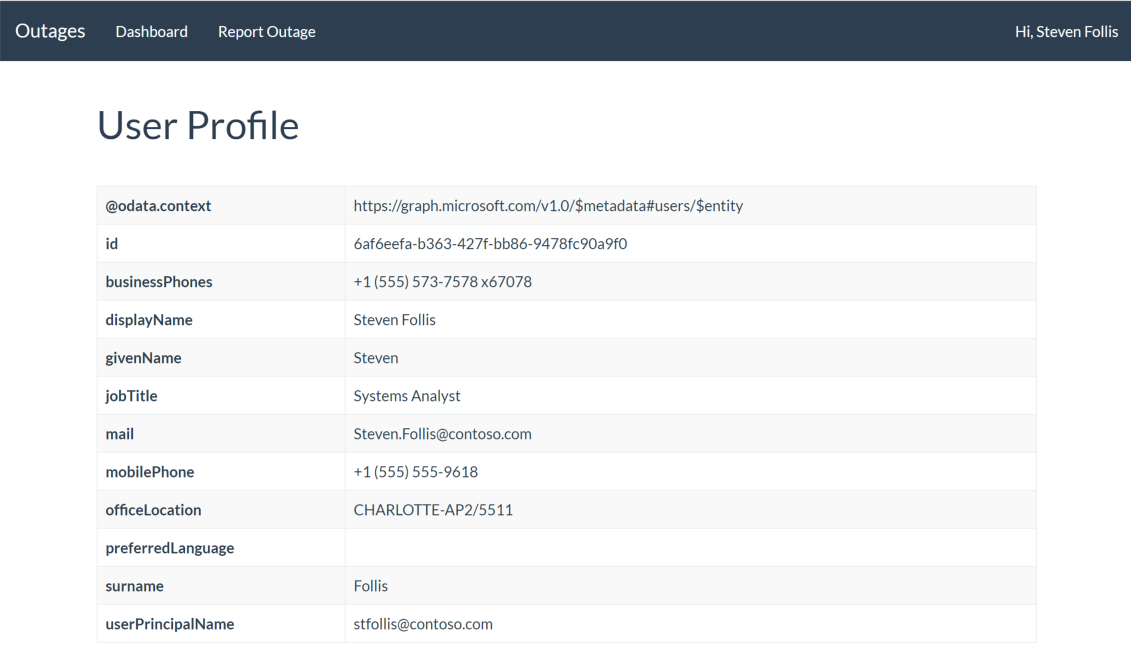 Outages Dashboard Report Outage Hi, Steven Follis
User Profile
@odata.context https://graph.microsoft.com/v1.0/$metadata#users/$entity
id 6af6eefa-b363-427f-bb86-9478fc90a9f0
businessPhones +1 (555) 573-7578 x67078
displayName Steven Follis
givenName Steven
jobTitle Systems Analyst
mail Steven.Follis@contoso.com
mobilePhone +1 (555) 555-9618
officeLocation CHARLOTTE-AP2/5511
preferredLanguage
surname Follis
userPrincipalName stfollis@contoso.com